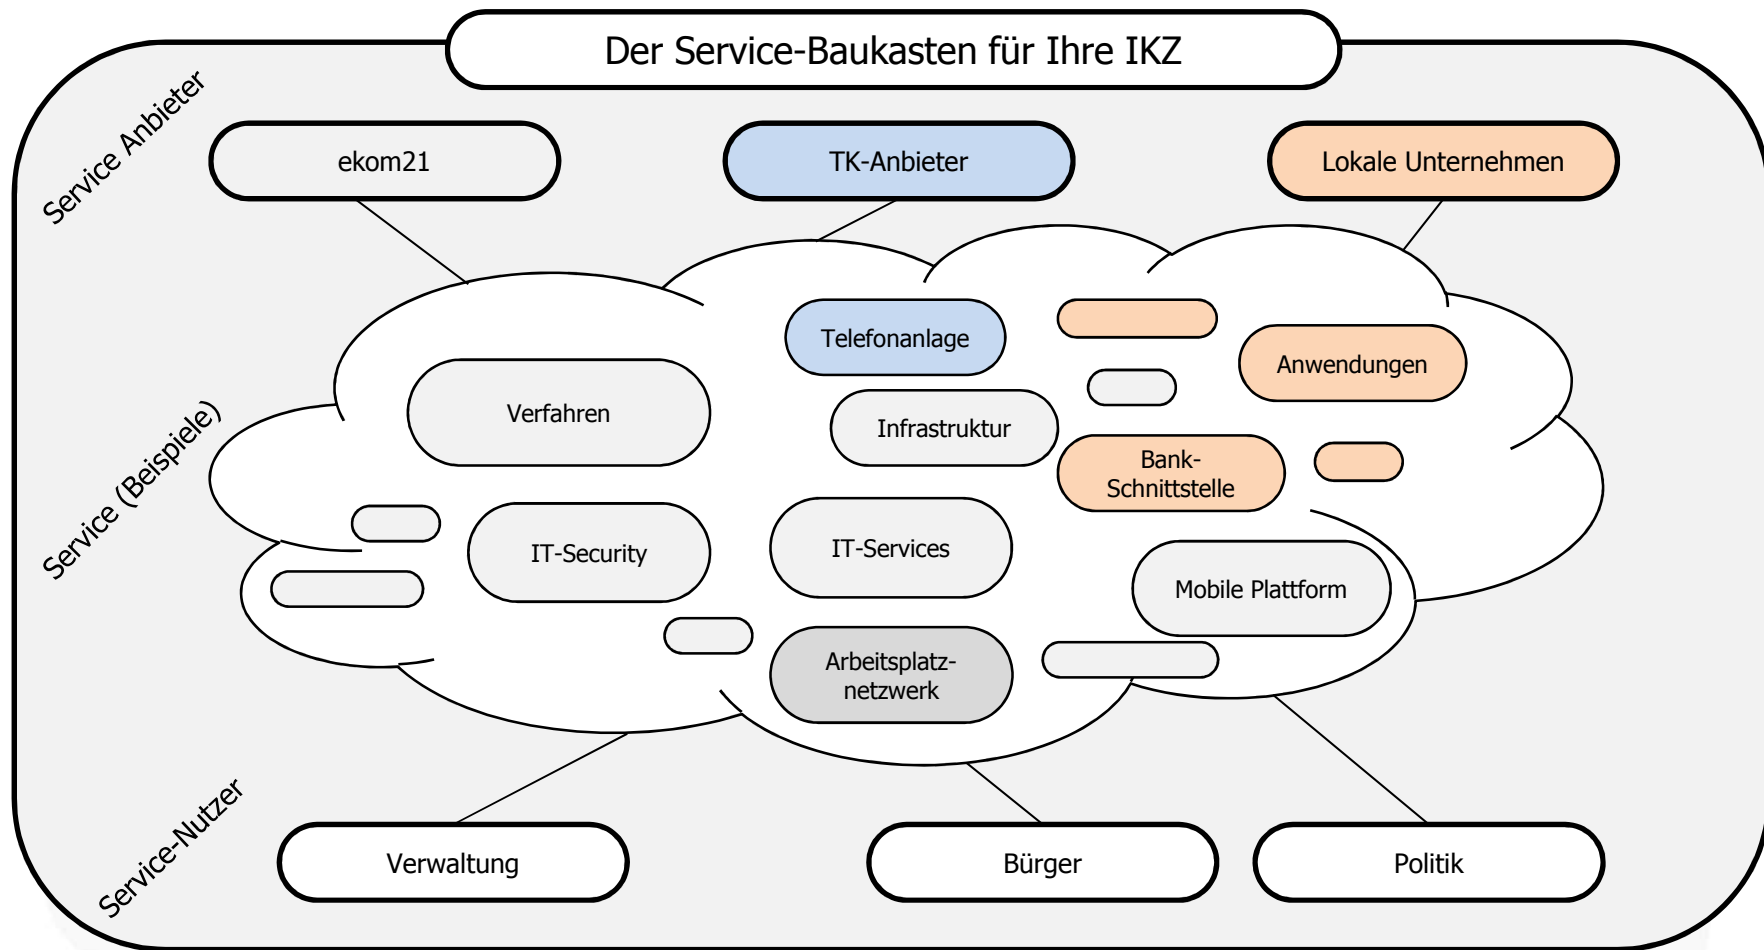 Der Service-Baukasten für Ihre IKZ
Service Anbieter
ekom21
TK-Anbieter
Lokale Unternehmen
Service (Beispiele)
Telefonanlage
Anwendungen
Verfahren
Infrastruktur
Bank-
Schnittstelle
IT-Security
IT-Services
Mobile Plattform
Arbeitsplatz-
netzwerk
Service-Nutzer
Verwaltung
Bürger
Politik